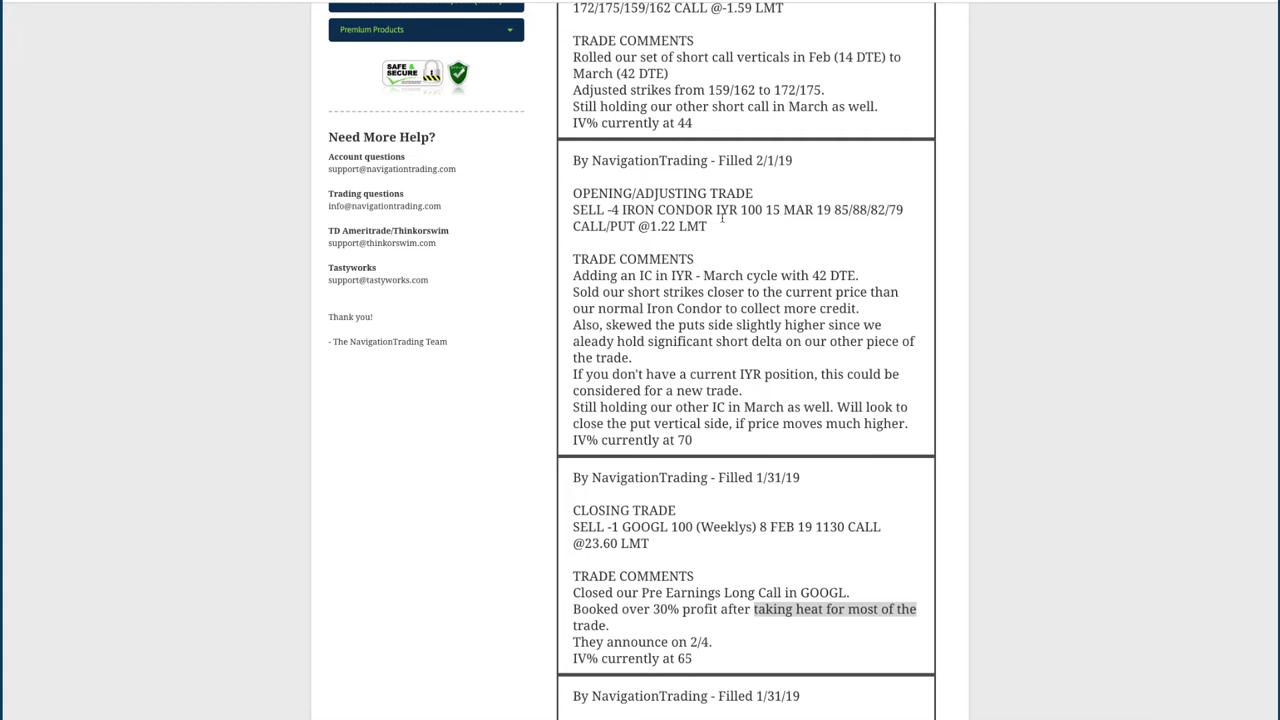 Premium Products
SAFE &
SECURE
Need More Help?
Account questions
support@navigationtrading.com
Trading questions
info@navigationtrading.com
TD Ameritrade/Thinkorswim
support@thinkorswim.com
Tastyworks
support@tastyworks.com
Thank you!
- The NavigationTrading Team
172/175/159/162 CALL @-1.59 LMT
TRADE COMMENTS
Rolled our set of short call verticals in Feb (14 DTE) to
March (42 DTE)
Adjusted strikes from 159/162 to 172/175.
Still holding our other short call in March as well.
IV% currently at 44
By NavigationTrading - Filled 2/1/19
OPENING/ADJUSTING TRADE
SELL -4 IRON CONDOR IYR 100 15 MAR 19 85/88/82/79
CALL/PUT @1.22 LMT
TRADE COMMENTS
Adding an IC in IYR - March cycle with 42 DTE.
Sold our short strikes closer to the current price than
our normal Iron Condor to collect more credit.
Also, skewed the puts side slightly higher since we
aleady hold significant short delta on our other piece of
the trade.
If you don't have a current IYR position, this could be
considered for a new trade.
Still holding our other IC in March as well. Will look to
close the put vertical side, if price moves much higher.
IV% currently at 70
By NavigationTrading - Filled 1/31/19
CLOSING TRADE
SELL -1 GOOGL 100 (Weeklys) 8 FEB 19 1130 CALL
@23.60 LMT
TRADE COMMENTS
Closed our Pre Earnings Long Call in GOOGL.
Booked over 30% profit after taking heat for most of the
trade.
They announce on 2/4.
IV% currently at 65
By NavigationTrading - Filled 1/31/19